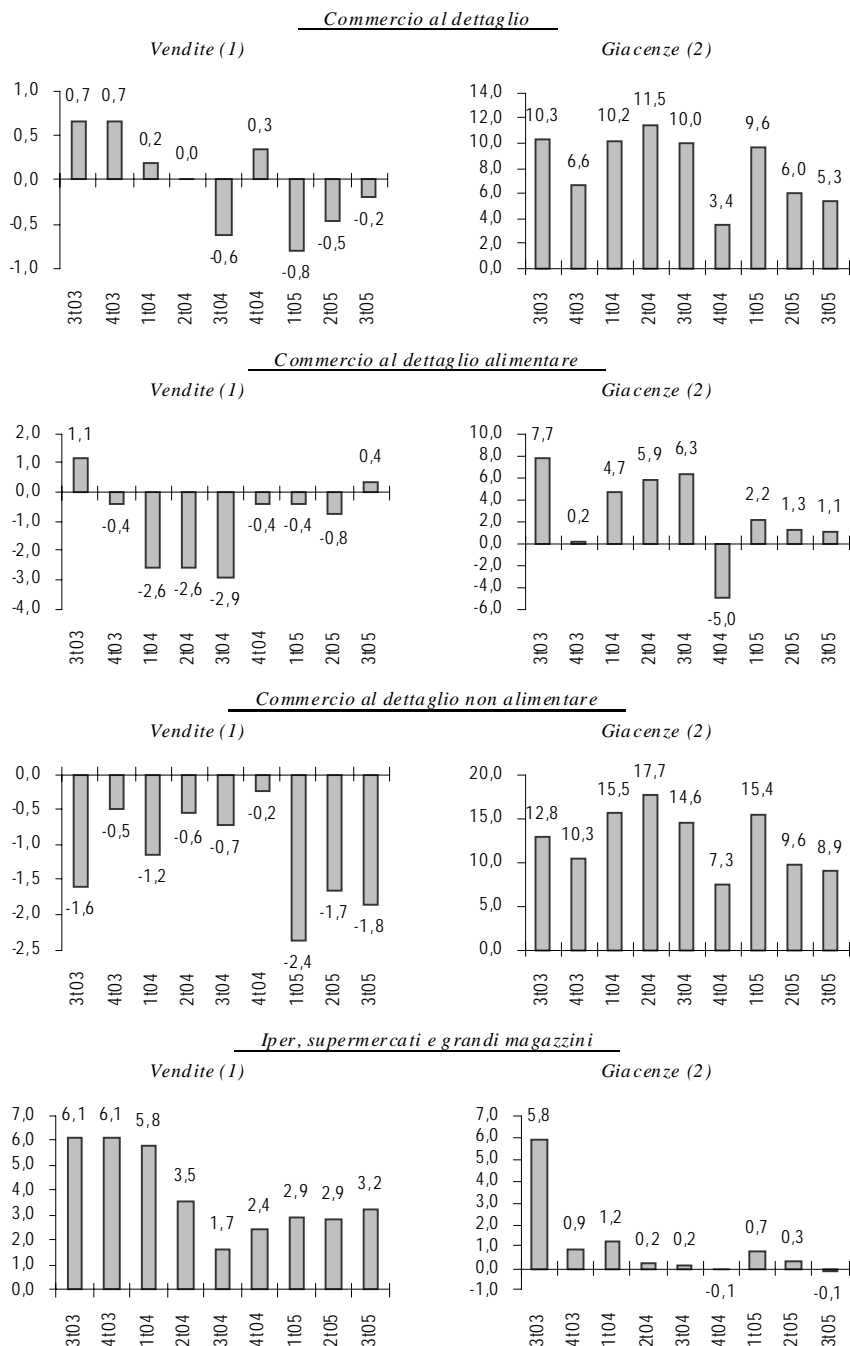 Commercio al dettaglio
Vendite (1)
1,0
0,5
0,0
-0,5
-1,0
0,7
0,7
0,2
0,0
-0,6
0,3
-0,8
-0,5
-0,2
3t03
4t03
1t04
2t04
3t04
4t04
1t05
2t05
3t05
Giacenze (2)
14,0
12,0
10,0
8,0
6,0
4,0
2,0
0,0
10,3
6,6
10,2
11,5
10,0
3,4
9,6
6,0
5,3
3t03
4t03
1t04
2t04
3t04
4t04
1t05
2t05
3t05
Commercio al dettaglio alimentare
Vendite (1)
2,0
1,0
0,0
-1,0
-2,0
-3,0
-4,0
1,1
-0,4
-2,6
-2,6
-2,9
-0,4
-0,4
-0,8
0,4
3t03
4t03
1t04
2t04
3t04
4t04
1t05
2t05
3t05
Giacenze (2)
10,0
8,0
6,0
4,0
2,0
0,0
-2,0
-4,0
-6,0
7,7
0,2
4,7
5,9
6,3
-5,0
2,2
1,3
1,1
3t03
4t03
1t04
2t04
3t04
4t04
1t05
2t05
3t05
Commercio al dettaglio non alimentare
Vendite (1)
0,0
-0,5
-1,0
-1,5
-2,0
-2,5
-1,6
-0,5
-1,2
-0,6
-0,7
-0,2
-2,4
-1,7
-1,8
3t03
4t03
1t04
2t04
3t04
4t04
1t05
2t05
3t05
Giacenze (2)
20,0
15,0
10,0
5,0
0,0
12,8
10,3
15,5
17,7
14,6
7,3
15,4
9,6
8,9
3t03
4t03
1t04
2t04
3t04
4t04
1t05
2t05
3t05
Iper, supermercati e grandi magazzini
Vendite (1)
7,0
6,0
5,0
4,0
3,0
2,0
1,0
0,0
6,1
6,1
5,8
3,5
1,7
2,4
2,9
2,9
3,2
3t03
4t03
1t04
2t04
3t04
4t04
1t05
2t05
3t05
Giacenze (2)
7,0
6,0
5,0
4,0
3,0
2,0
1,0
0,0
-1,0
5,8
0,9
1,2
0,2
0,2
-0,1
0,7
0,3
-0,1
3t03
4t03
1t04
2t04
3t04
4t04
1t05
2t05
3t05